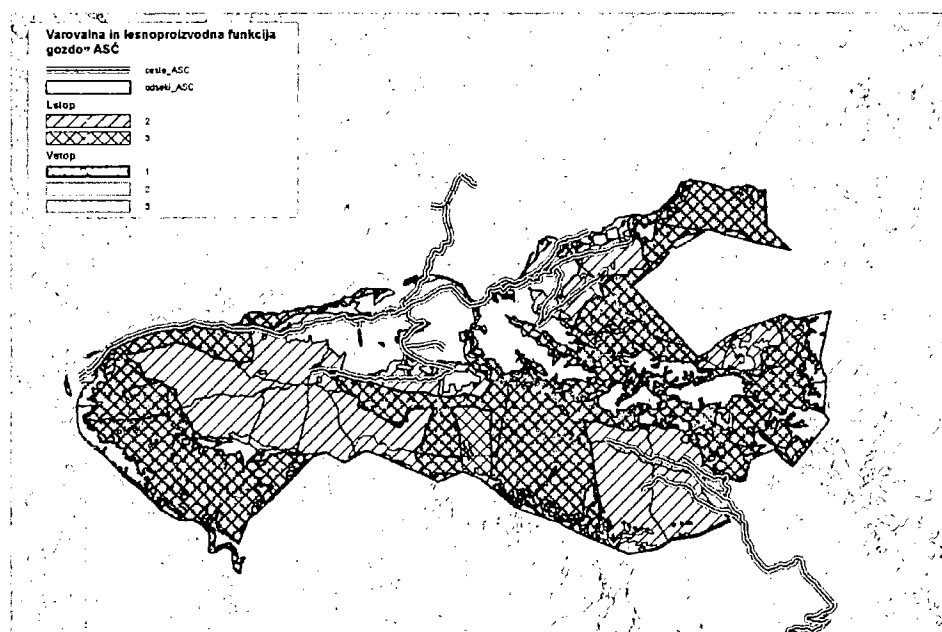 Varovalna in lesnoproizvodna funkcija
gozdov ASČ
ceste_ASC
odseki_ASC
Lstop
2
3
Vstop
1
2
3